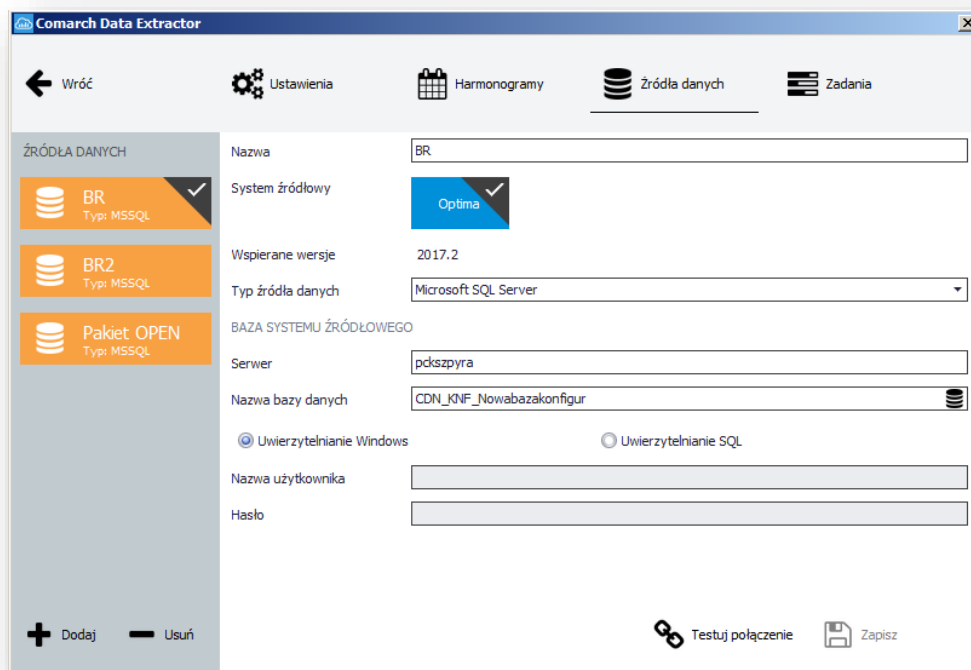 Comarch Data Extractor
Wróć
Ustawienia
Harmonogramy
Źródła danych
Zadania
ŹRÓDŁA DANYCH
BR
Typ: MSSQL
BR2
Typ: MSSQL
Pakiet OPEN
Typ: MSSQL
Dodaj
Usuń
Nazwa
BR
System źródłowy
Optima
Wspierane wersje
2017.2
Typ źródła danych
Microsoft SQL Server
BAZA SYSTEMU ŹRÓDŁOWEGO
Serwer
pckszpyra
Nazwa bazy danych
CDN_KNF_Nowabazakonfigur
Uwierzytelnianie Windows
Uwierzytelnianie SQL
Nazwa użytkownika
Hasło
Testuj połączenie
Zapisz